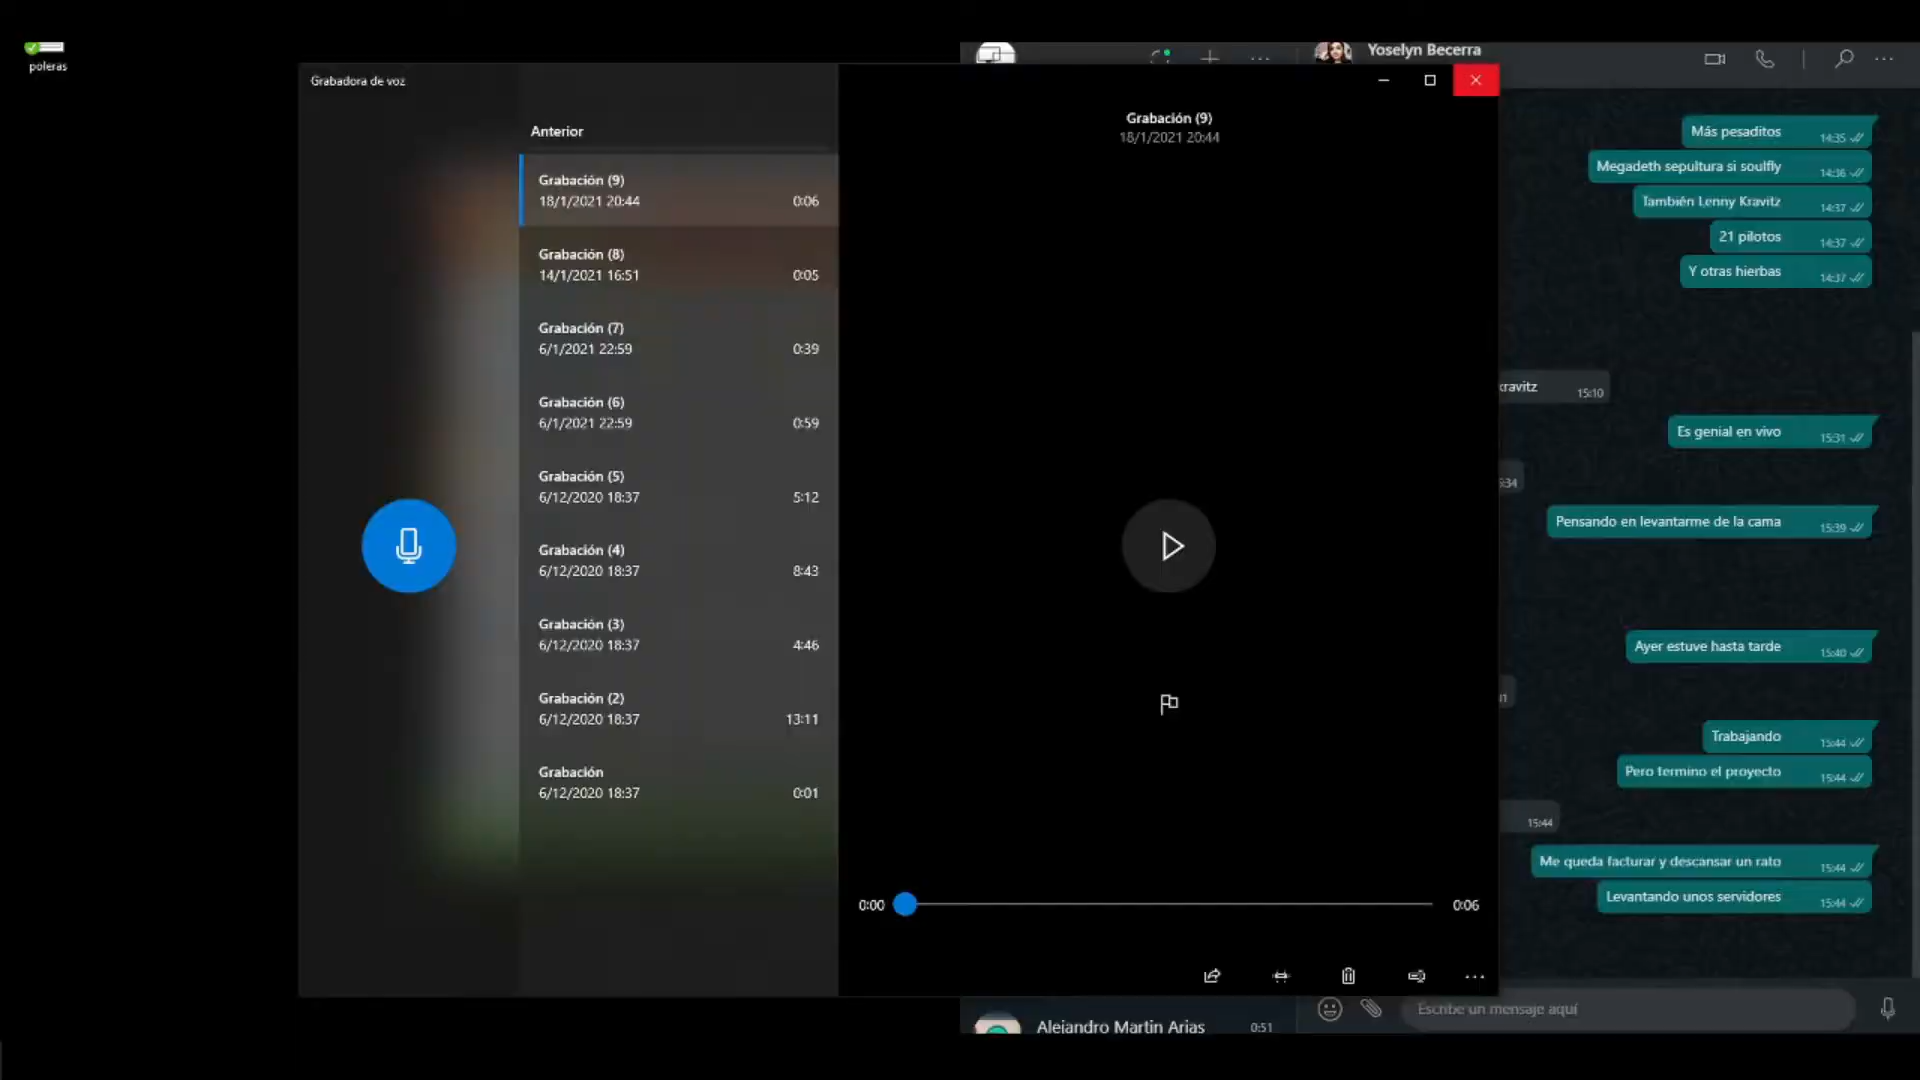 poleras
Grabadora de voz
Anterior
Grabación (9)
18/1/2021 20:44
0:06
Grabación (8)
14/1/2021 16:51
0:05
Grabación (7)
6/1/2021 22:59
0:39
Grabación (6)
6/1/2021 22:59
0:59
Grabación (5)
6/12/2020 18:37
5:12
Grabación (4)
6/12/2020 18:37
8:43
Grabación (3)
6/12/2020 18:37
4:46
Grabación (2)
6/12/2020 18:37
13:11
Grabación
6/12/2020 18:37
0:01
Grabación (9)
18/1/2021 20:44
0:00
0:06
Yoselyn Becerra
Más pesaditos 14:35
Megadeth sepultura si soulfly 14:36
También Lenny Kravitz 14:37
21 pilotos 14:37
Y otras hierbas 14:37
kravitz 15:10
Es genial en vivo 15:31
5:34
Pensando en levantarme de la cama 15:39
Ayer estuve hasta tarde 15:40
Trabajando 15:44
Pero termino el proyecto 15:44
15:44
Me queda facturar y descansar un rato 15:44
Levantando unos servidores 15:44
Escribe un mensaje aquí
Alejandro Martin Arias 0:51